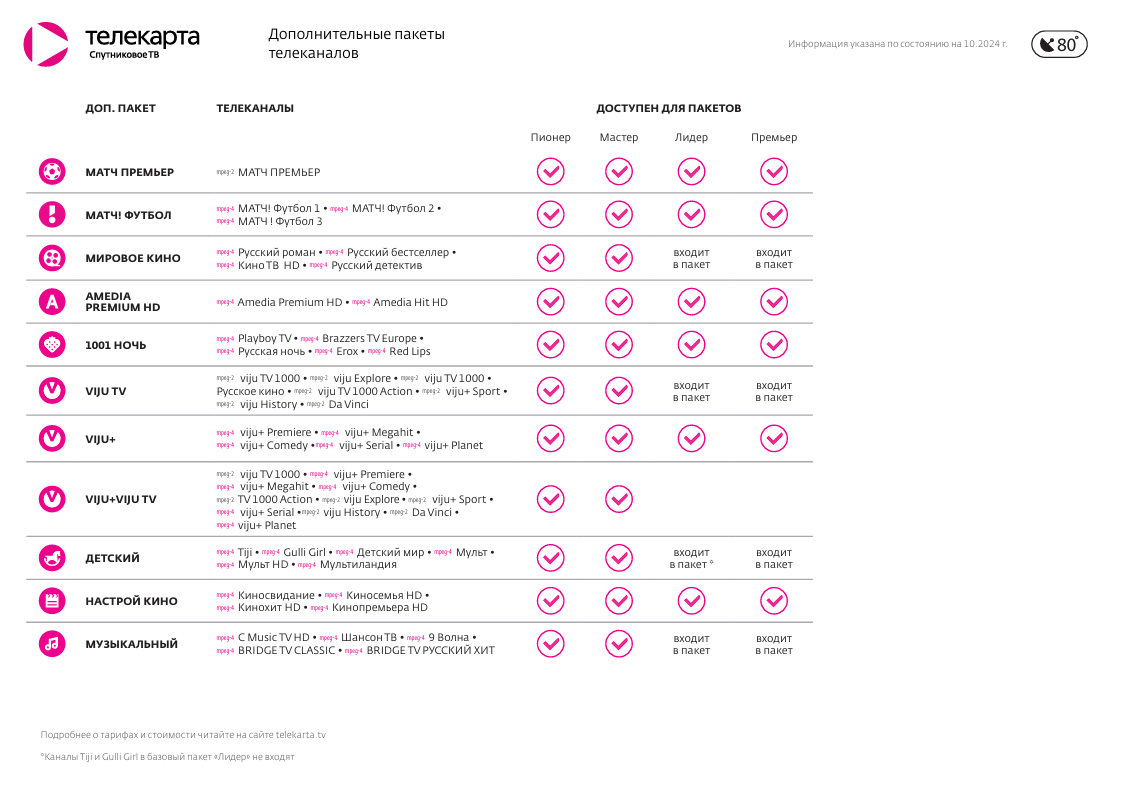 телекарта
Спутниковое ТВ
Дополнительные пакеты
телеканалов
Информация указана по состоянию на 10.2024 г.
80°
ДОП. ПАКЕТ ТЕЛЕКАНАЛЫ ДОСТУПЕН ДЛЯ ПАКЕТОВ
Пионер Мастер Лидер Премьер
МАТЧ ПРЕМЬЕР mpeg-2 МАТЧ ПРЕМЬЕР
МАТЧ! ФУТБОЛ
mpeg-4 МАТЧ! Футбол 1 • mpeg-4 МАТЧ! Футбол 2 •
mpeg-4 МАТЧ ! Футбол 3
МИРОВОЕ КИНО
mpeg-4 Русский роман • mpeg-4 Русский бестселлер •
mpeg-4 Кино ТВ HD • mpeg-4 Русский детектив
входит
в пакет
входит
в пакет
AMEDIA
PREMIUM HD
mpeg-4 Amedia Premium HD • mpeg-4 Amedia Hit HD
1001 НОЧЬ
mpeg-4 Playboy TV • mpeg-4 Brazzers TV Europe •
mpeg-4 Русская ночь • mpeg-4 Erox • mpeg-4 Red Lips
VIJU TV
mpeg-2 viju TV 1000 • mpeg-2 viju Explore • mpeg-2 viju TV 1000 •
Русское кино • mpeg-2 viju TV 1000 Action • mpeg-2 viju+ Sport •
mpeg-2 viju History • mpeg-2 Da Vinci
входит
в пакет
входит
в пакет
VIJU+
mpeg-4 viju+ Premiere • mpeg-4 viju+ Megahit •
mpeg-4 viju+ Comedy • mpeg-4 viju+ Serial • mpeg-4 viju+ Planet
VIJU+VIJU TV
mpeg-2 viju TV 1000 • mpeg-4 viju+ Premiere •
mpeg-4 viju+ Megahit • mpeg-4 viju+ Comedy •
mpeg-2 TV 1000 Action • mpeg-2 viju Explore • mpeg-2 viju+ Sport •
mpeg-4 viju+ Serial • mpeg-2 viju History • mpeg-2 Da Vinci •
mpeg-4 viju+ Planet
ДЕТСКИЙ
mpeg-4 Tiji • mpeg-4 Gulli Girl • mpeg-4 Детский мир • mpeg-4 Мульт •
mpeg-4 Мульт HD • mpeg-4 Мультиландия
входит
в пакет *
входит
в пакет
НАСТРОЙ КИНО
mpeg-4 Киносвидание • mpeg-4 Киносемья HD •
mpeg-4 Кинохит HD • mpeg-4 Кинопремьера HD
МУЗЫКАЛЬНЫЙ
mpeg-4 C Music TV HD • mpeg-4 Шансон ТВ • mpeg-4 9 Волна •
mpeg-4 BRIDGE TV CLASSIC • mpeg-4 BRIDGE TV РУССКИЙ ХИТ
входит
в пакет
входит
в пакет
Подробнее о тарифах и стоимости читайте на сайте telekarta.tv
*Каналы Tiji и Gulli Girl в базовый пакет «Лидер» не входят